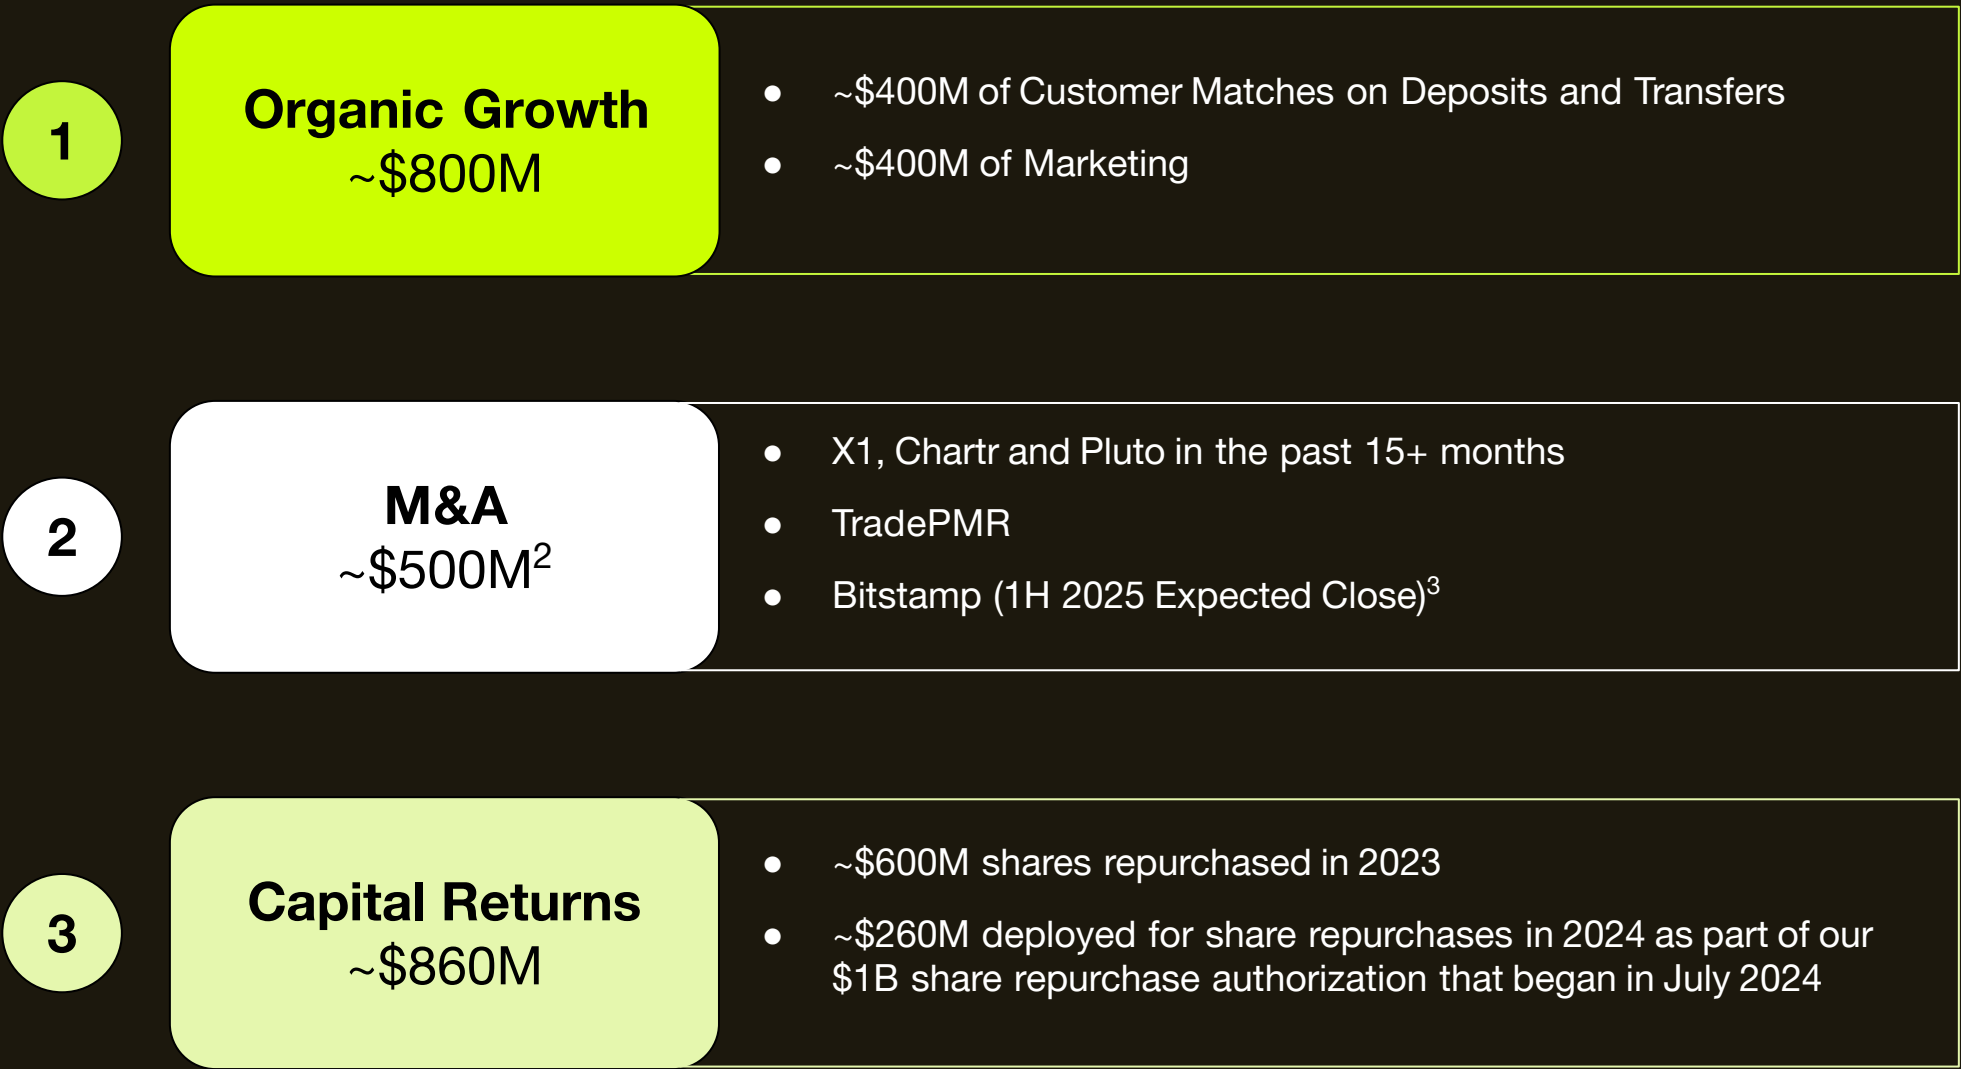 1
Organic Growth
~$800M
● ~$400M of Customer Matches on Deposits and Transfers
● ~$400M of Marketing
2
M&A
~$500M²
● X1, Chartr and Pluto in the past 15+ months
● TradePMR
● Bitstamp (1H 2025 Expected Close)³
3
Capital Returns
~$860M
● ~$600M shares repurchased in 2023
● ~$260M deployed for share repurchases in 2024 as part of our
$1B share repurchase authorization that began in July 2024